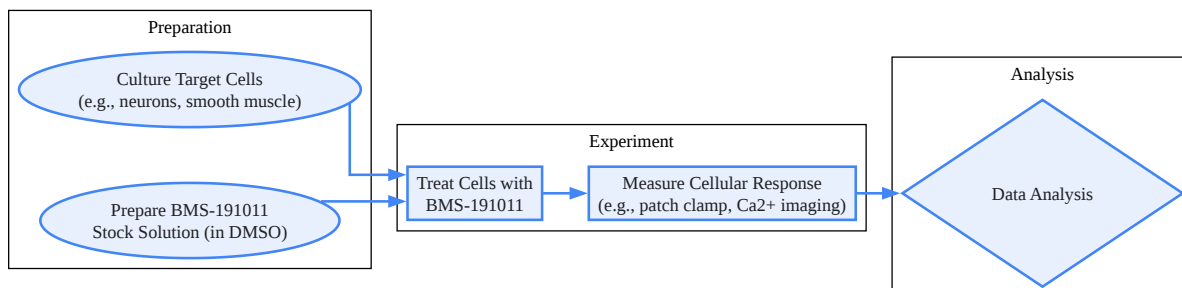 Preparation
Culture Target Cells
(e.g., neurons, smooth muscle)
Prepare BMS-191011
Stock Solution (in DMSO)
Experiment
Treat Cells with
BMS-191011
Measure Cellular Response
(e.g., patch clamp, Ca2+ imaging)
Analysis
Data Analysis